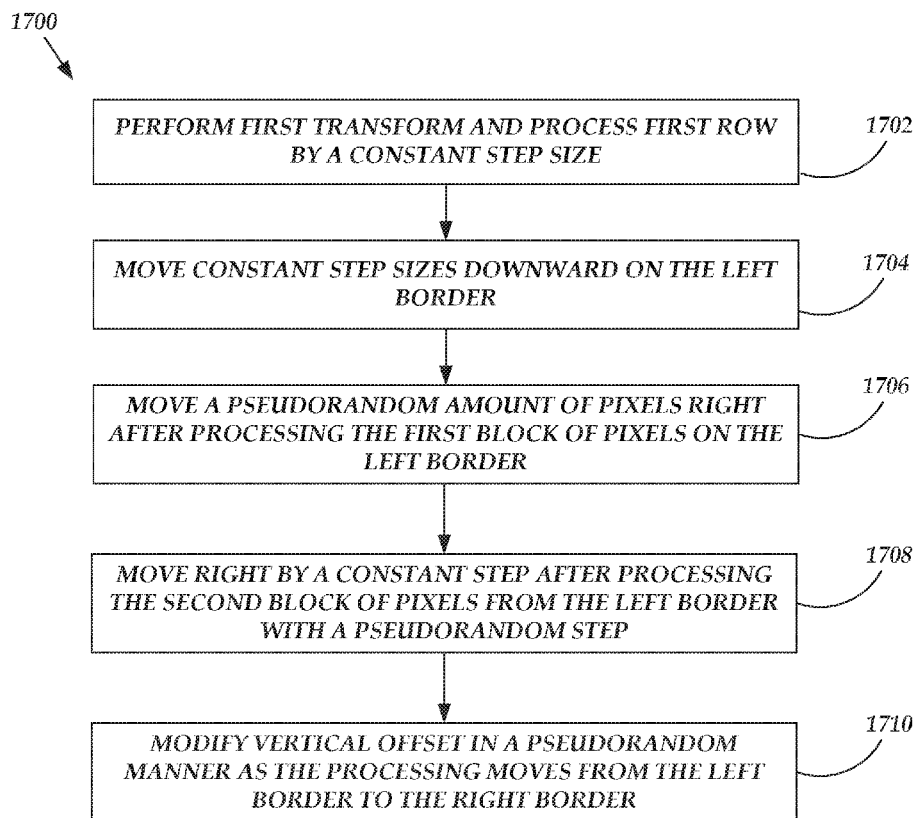 1700
PERFORM FIRST TRANSFORM AND PROCESS FIRST ROW
BY A CONSTANT STEP SIZE
1702
MOVE CONSTANT STEP SIZES DOWNWARD ON THE LEFT
BORDER
1704
MOVE A PSEUDORANDOM AMOUNT OF PIXELS RIGHT
AFTER PROCESSING THE FIRST BLOCK OF PIXELS ON THE
LEFT BORDER
1706
MOVE RIGHT BY A CONSTANT STEP AFTER PROCESSING
THE SECOND BLOCK OF PIXELS FROM THE LEFT BORDER
WITH A PSEUDORANDOM STEP
1708
MODIFY VERTICAL OFFSET IN A PSEUDORANDOM
MANNER AS THE PROCESSING MOVES FROM THE LEFT
BORDER TO THE RIGHT BORDER
1710